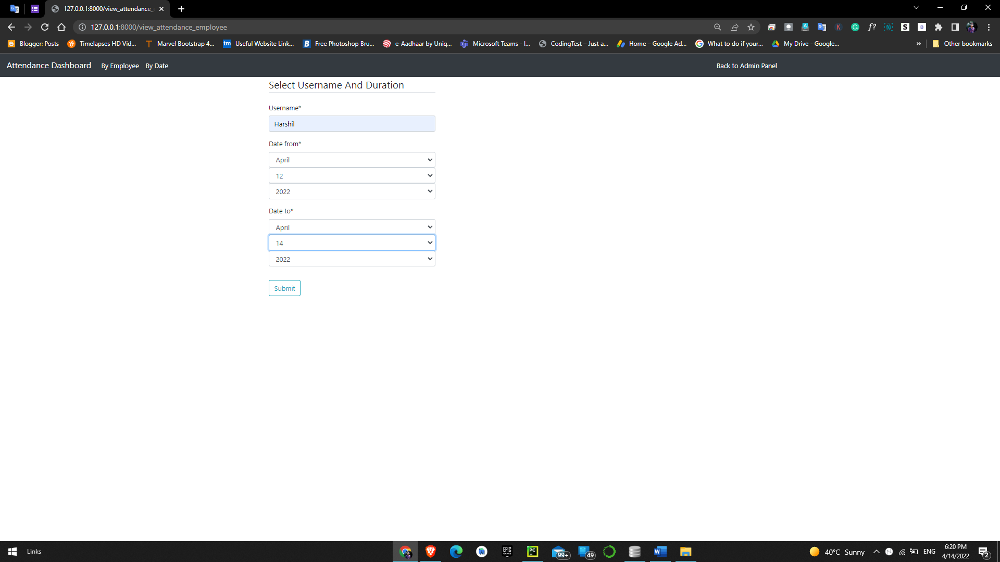 127.0.0.1:8000/view_attendance_
127.0.0.1:8000/view_attendance_employee
Blogger: Posts Timelapses HD Vid... Marvel Bootstrap 4... tm Useful Website Link... Free Photoshop Bru... e-Aadhaar by Uniq... Microsoft Teams - I... CodingTest – Just a... Home – Google Ad... What to do if your... My Drive - Google... » Other bookmarks
Attendance Dashboard By Employee By Date Back to Admin Panel
Select Username And Duration
Username*
Harshil
Date from*
April
12
2022
Date to*
April
14
2022
Submit
Links
EPIC GAMES
PC
99+
49
W
40°C Sunny
ENG
6:20 PM
4/14/2022
2